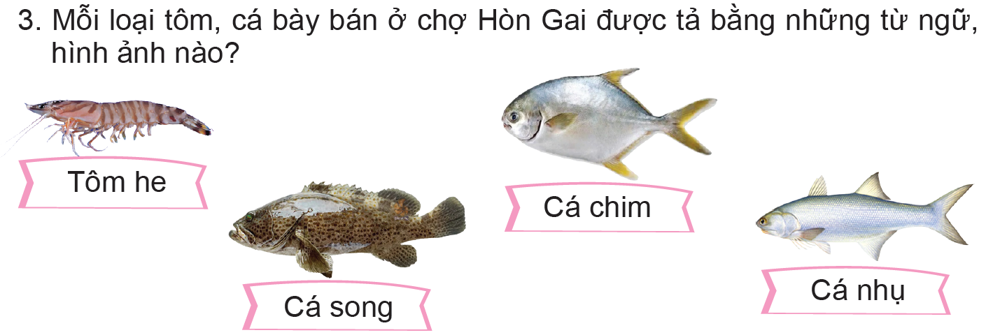 3. Mỗi loại tôm, cá bày bán ở chợ Hòn Gai được tả bằng những từ ngữ,
hình ảnh nào?
Tôm he
Cá song
Cá chim
Cá nhụ